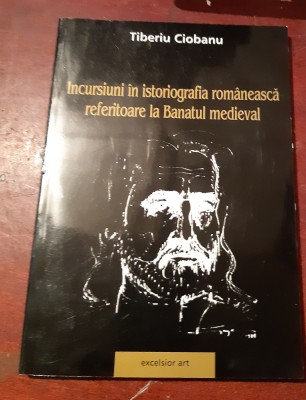 Tiberiu Ciobanu
Incursiuni în istoriografia românească
referitoare la Banatul medieval
excelsior art